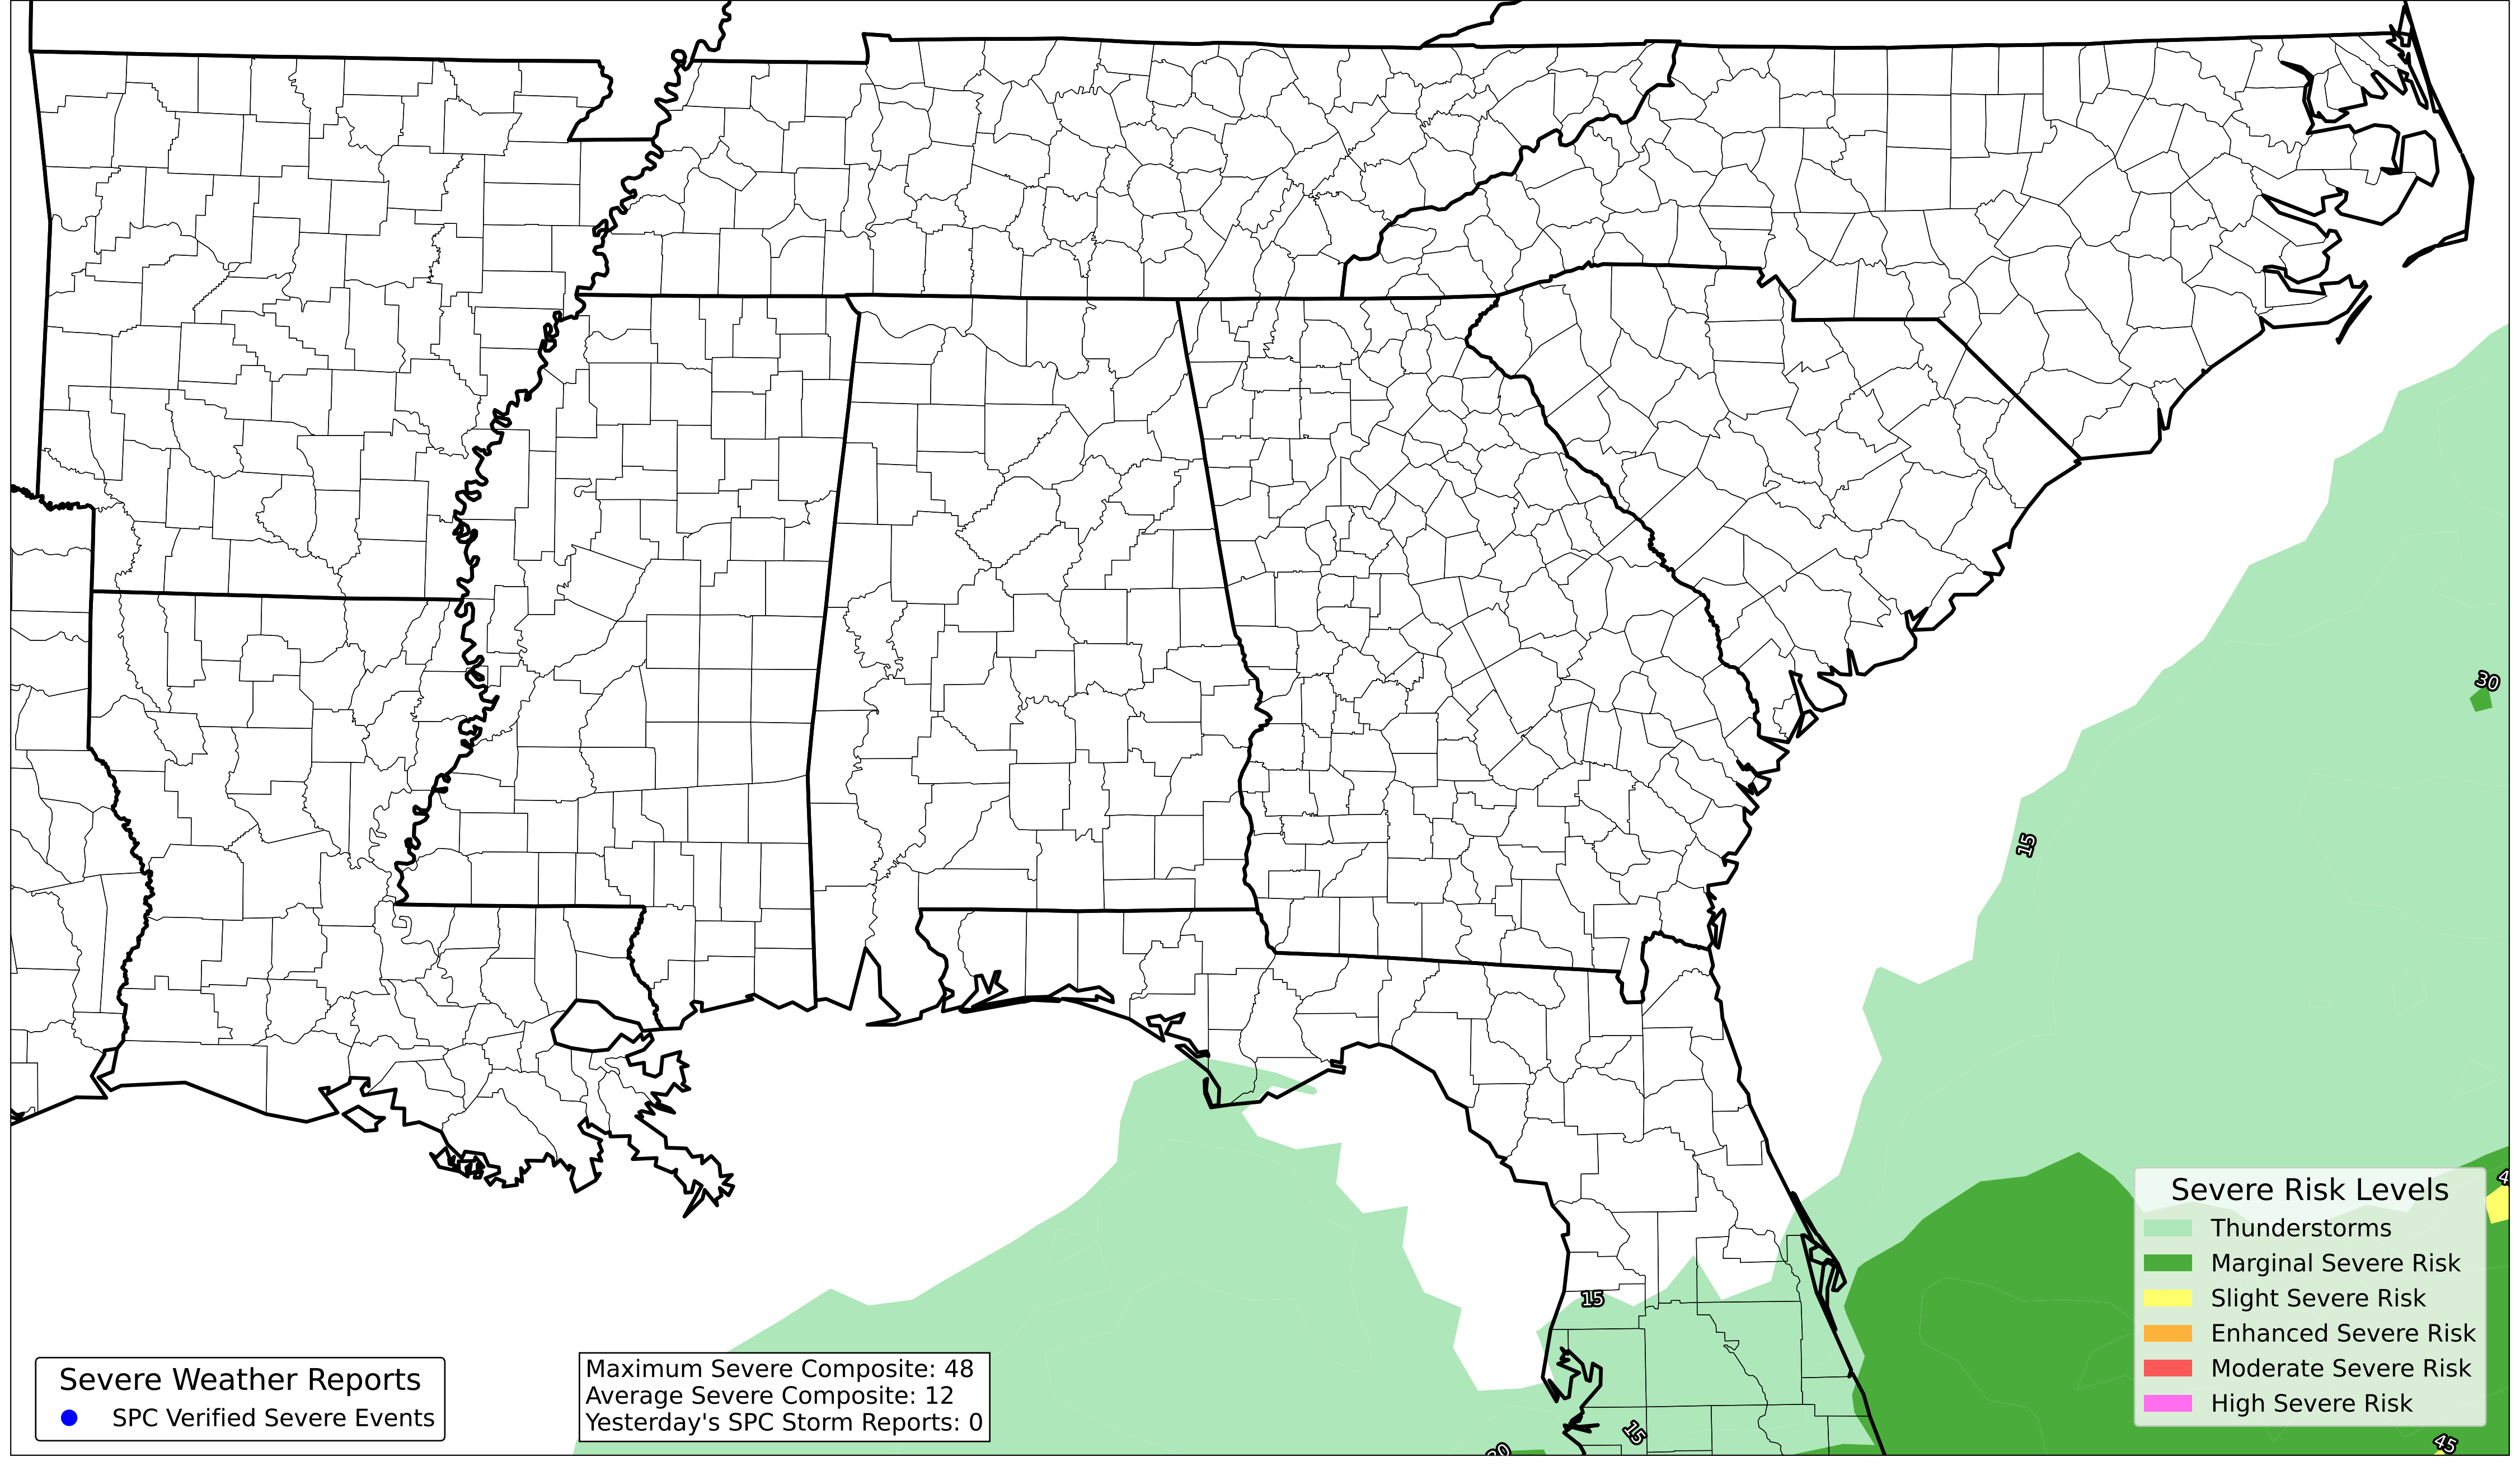 30
15
4
15
15
30
45
Severe Risk Levels
Thunderstorms
Marginal Severe Risk
Slight Severe Risk
Enhanced Severe Risk
Moderate Severe Risk
High Severe Risk
Severe Weather Reports
SPC Verified Severe Events
Maximum Severe Composite: 48
Average Severe Composite: 12
Yesterday's SPC Storm Reports: 0